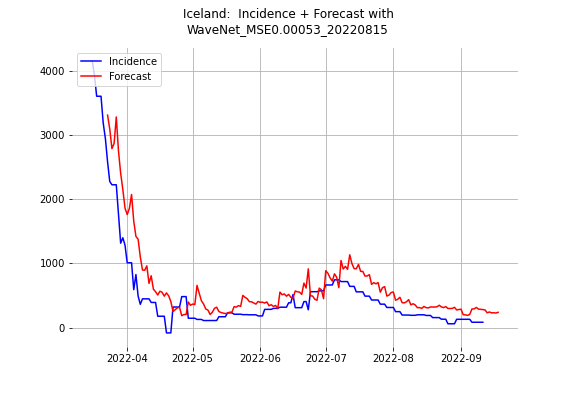 Iceland:  Incidence + Forecast with
WaveNet_MSE0.00053_20220815
Incidence
Forecast
4000
3000
2000
1000
0
2022-04 2022-05 2022-06 2022-07 2022-08 2022-09